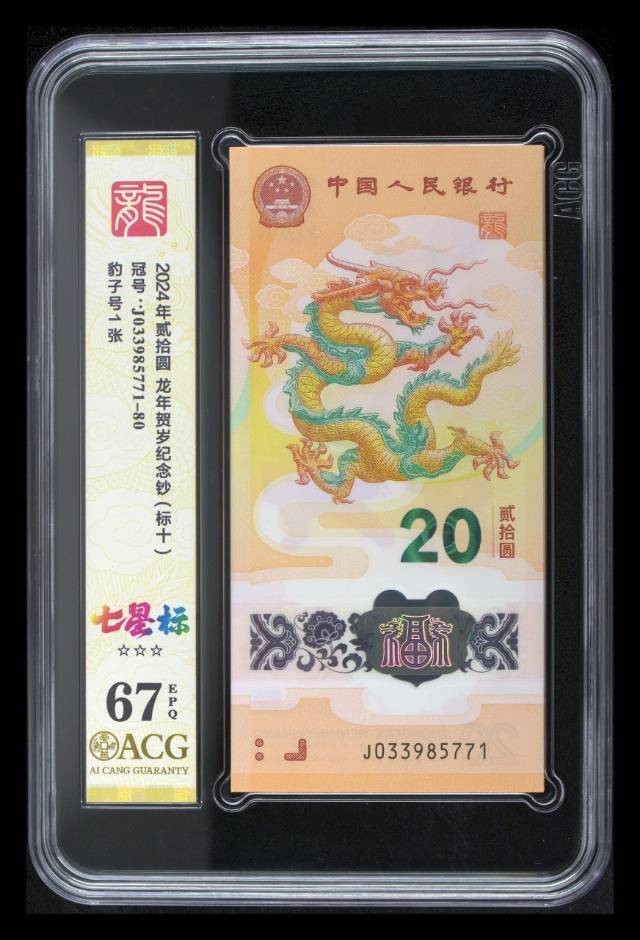 龍
2024年贰拾圆 龙年贺岁纪念钞（标十）
冠号：J033985771-80
豹子号1张
七星标
☆☆☆
67 EPQ
ACG
AI CANG GUARANTY
中国人民银行
龍
20
贰拾圆
福
J033985771
ACG